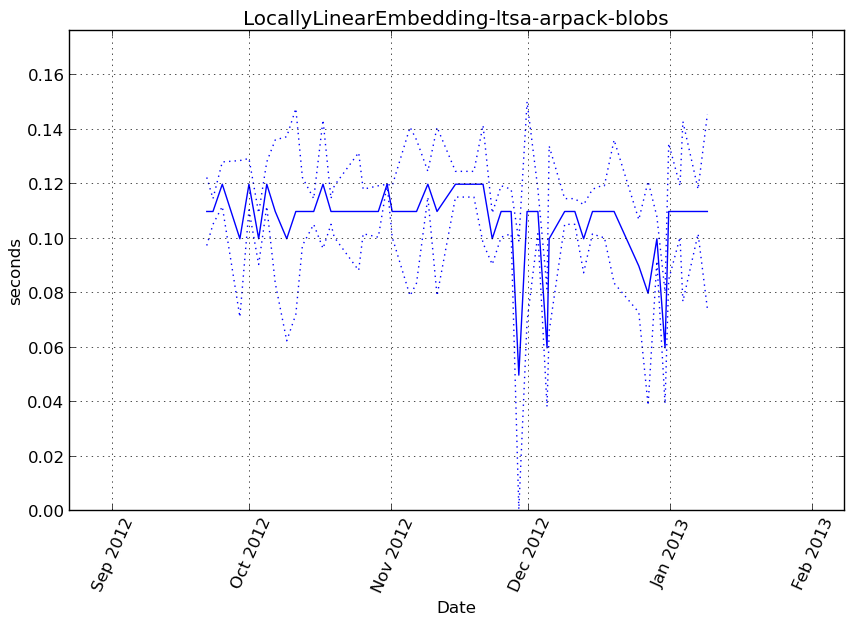 LocallyLinearEmbedding-ltsa-arpack-blobs
seconds
0.16
0.14
0.12
0.10
0.08
0.06
0.04
0.02
0.00
Sep 2012
Oct 2012
Nov 2012
Dec 2012
Jan 2013
Feb 2013
Date